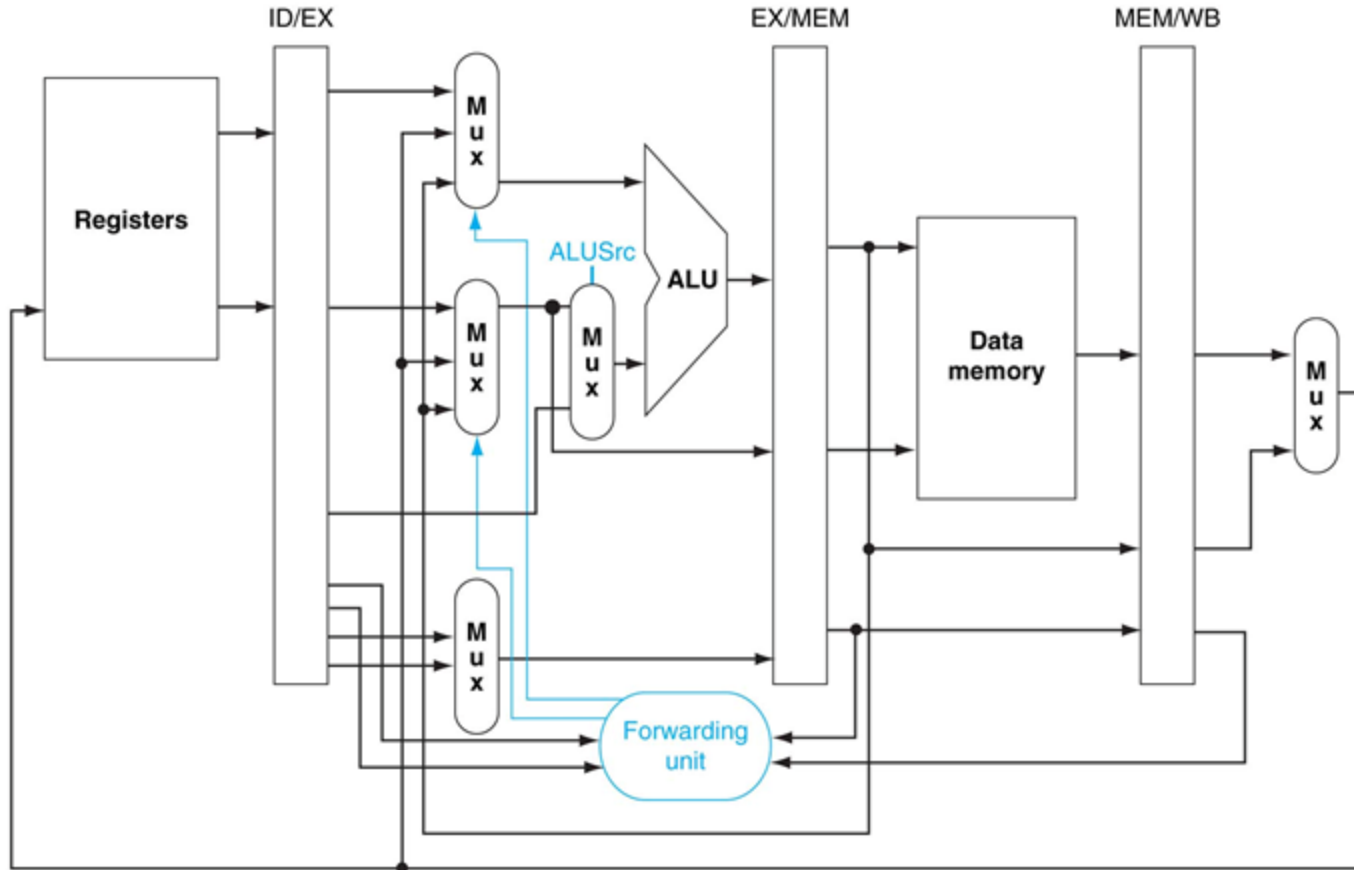 ID/EX
EX/MEM
MEM/WB
M
u
x
Registers
ALUSrc
M
u
x
M
u
x
ALU
Data
memory
M
u
x
M
u
x
Forwarding
unit